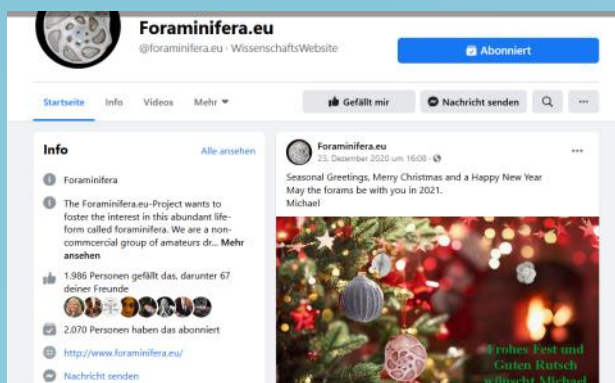 Foraminifera.eu
@foraminifera.eu · WissenschaftsWebsite
Abonniert
Startseite Info Videos Mehr
Gefällt mir
Nachricht senden
Info
Alle ansehen
Foraminifera
The Foraminifera.eu-Project wants to
foster the interest in this abundant life-
form called foraminifera. We are a non-
commcercial group of amateurs dr... Mehr
ansehen
1.986 Personen gefällt das, darunter 67
deiner Freunde
2.070 Personen haben das abonniert
http://www.foraminifera.eu/
Nachricht senden
Foraminifera.eu
23. Dezember 2020 um 16:08 ·
Seasonal Greetings, Merry Christmas and a Happy New Year
May the forams be with you in 2021.
Michael
Frohes Fest und
Guten Rutsch
wünscht Michael